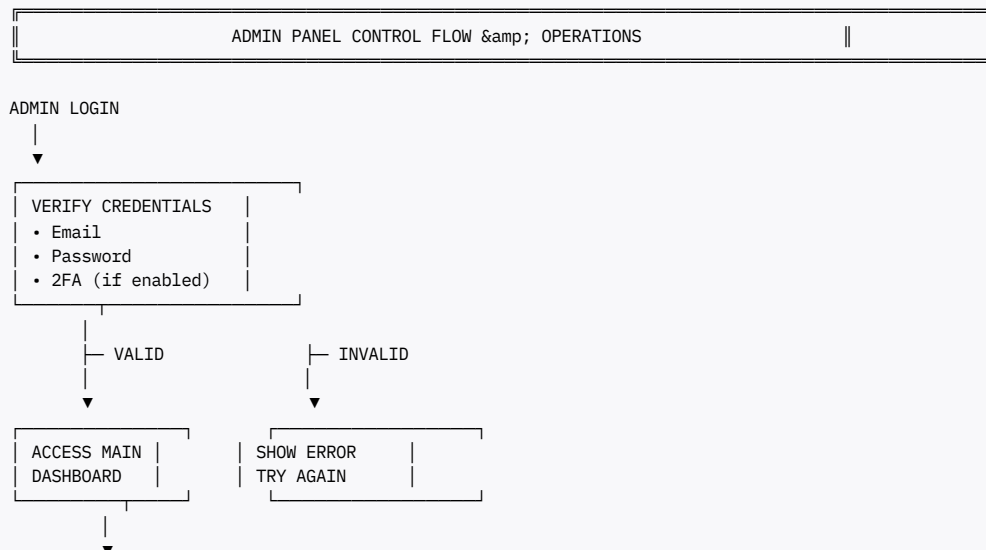 ADMIN PANEL CONTROL FLOW &amp; OPERATIONS
ADMIN LOGIN
VERIFY CREDENTIALS
• Email
• Password
• 2FA (if enabled)
VALID
INVALID
ACCESS MAIN
DASHBOARD
SHOW ERROR
TRY AGAIN